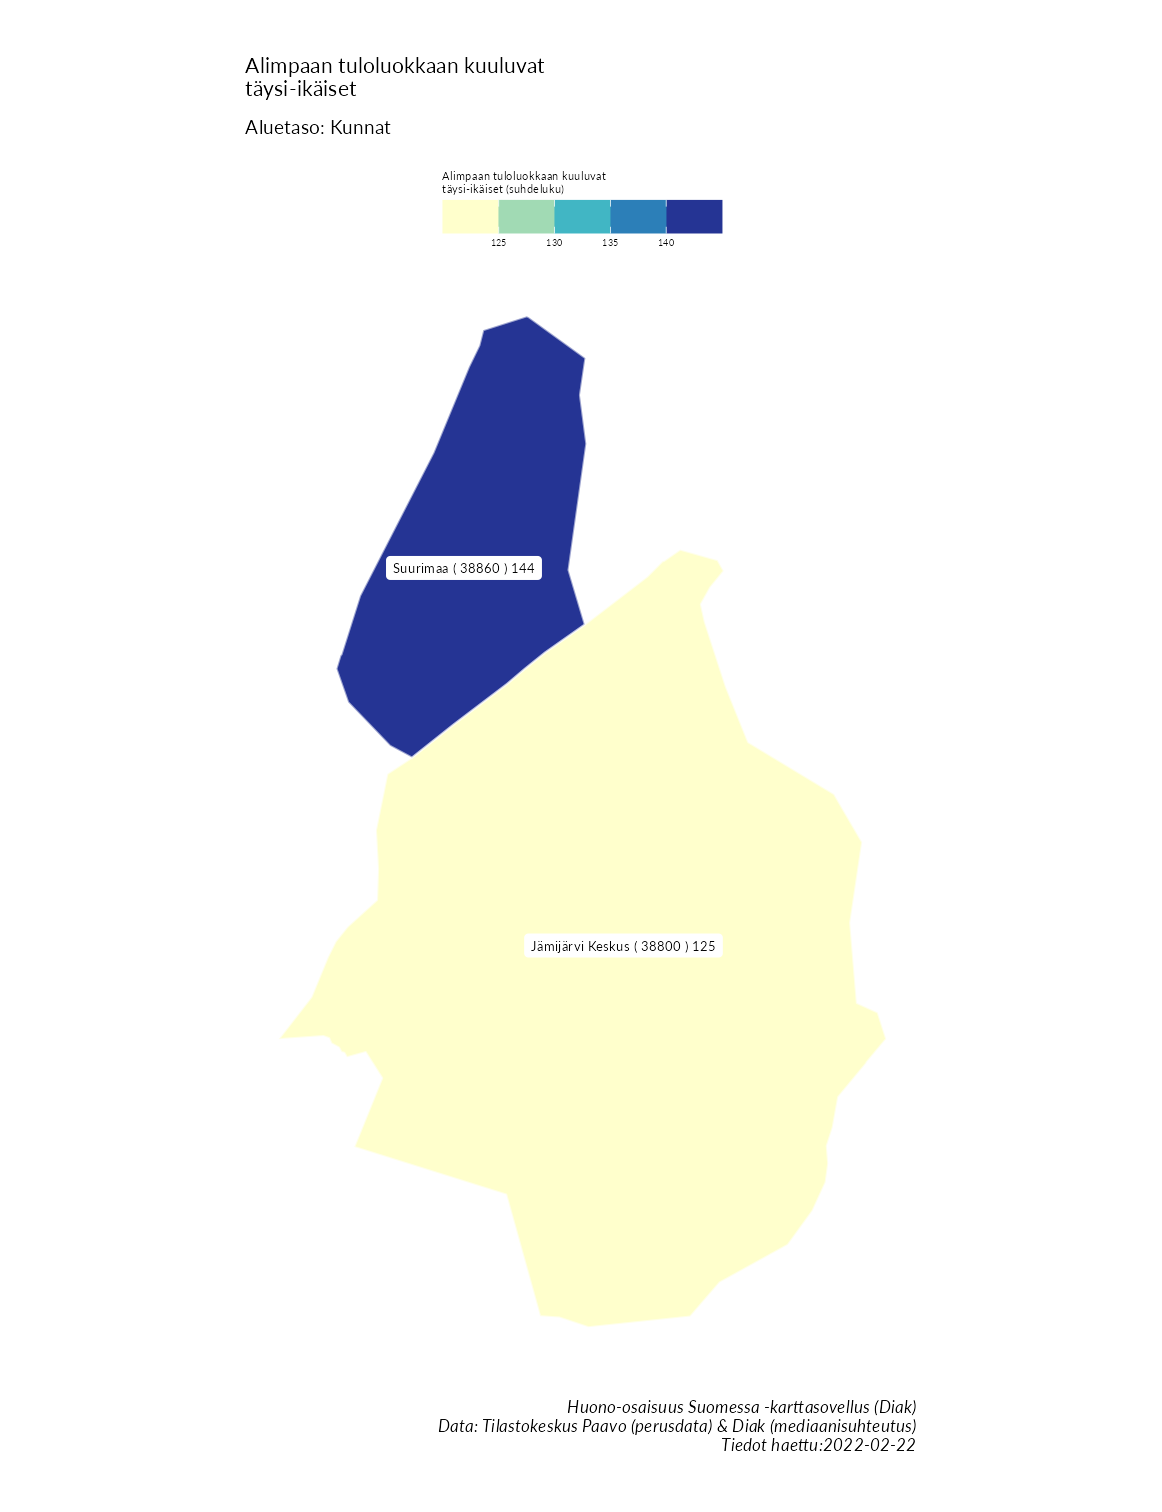 Alimpaan tuloluokkaan kuuluvat
täysi-ikäiset
Aluetaso: Kunnat
Alimpaan tuloluokkaan kuuluvat
täysi-ikäiset (suhdeluku)
125 130 135 140
Suurimaa ( 38860 ) 144
Jämijärvi Keskus ( 38800 ) 125
Huono-osaisuus Suomessa -karttasovellus (Diak)
Data: Tilastokeskus Paavo (perusdata) & Diak (mediaanisuhteutus)
Tiedot haettu:2022-02-22